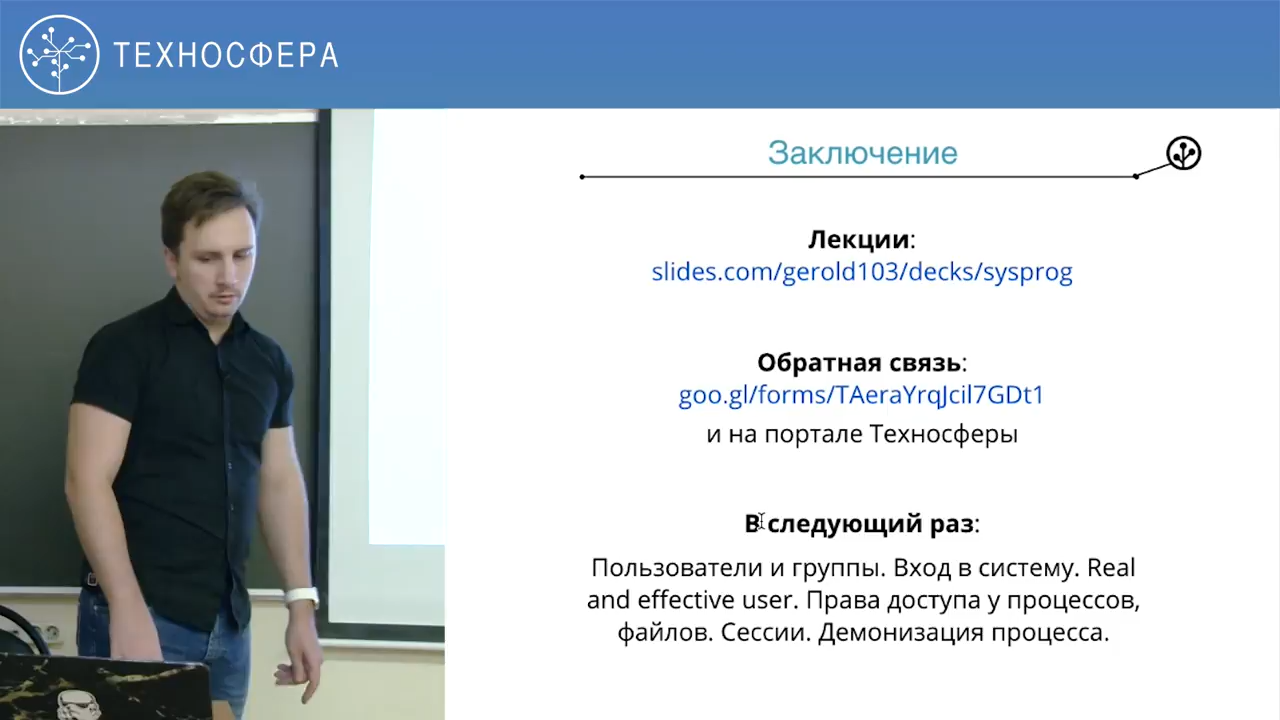 ТЕХНОСФЕРА
Заключение
Лекции:
slides.com/gerold103/decks/sysprog
Обратная связь:
goo.gl/forms/TAeraYrqJcil7GDt1
и на портале Техносферы
В следующий раз:
Пользователи и группы. Вход в систему. Real
and effective user. Права доступа у процессов,
файлов. Сессии. Демонизация процесса.